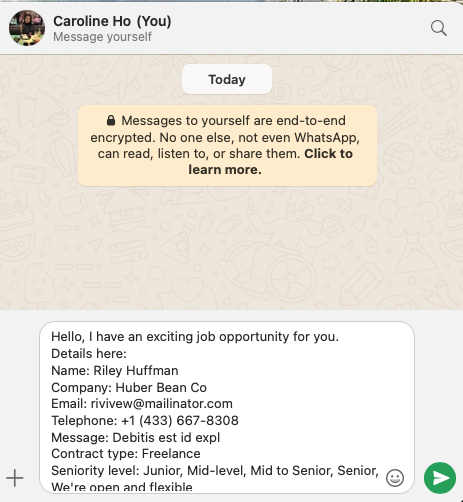 Caroline Ho (You)
Message yourself
Today
Messages to yourself are end-to-end
encrypted. No one else, not even WhatsApp,
can read, listen to, or share them. Click to
learn more.
Hello, I have an exciting job opportunity for you.
Details here:
Name: Riley Huffman
Company: Huber Bean Co
Email: rivivew@mailinator.com
Telephone: +1 (433) 667-8308
Message: Debitis est id expl
Contract type: Freelance
Seniority level: Junior, Mid-level, Mid to Senior, Senior,
We're open and flexible